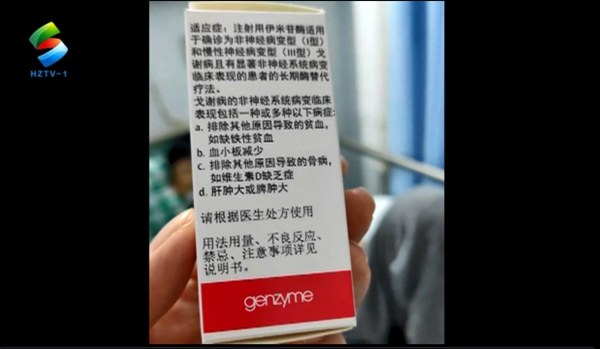 HZTV-1
适应症：注射用伊米苷酶适用
于确诊为非神经病变型（I型）
和慢性神经病变型（III型）戈
谢病且有显著非神经系统病变
临床表现的患者的长期酶替代
疗法。
戈谢病的非神经系统病变临床
表现包括一种或多种以下病症：
a. 排除其他原因导致的贫血，
如缺铁性贫血
b. 血小板减少
c. 排除其他原因导致的骨病，
如维生素D缺乏症
d. 肝肿大或脾肿大
请根据医生处方使用
用法用量、不良反应、
禁忌、注意事项详见
说明书。
genzyme